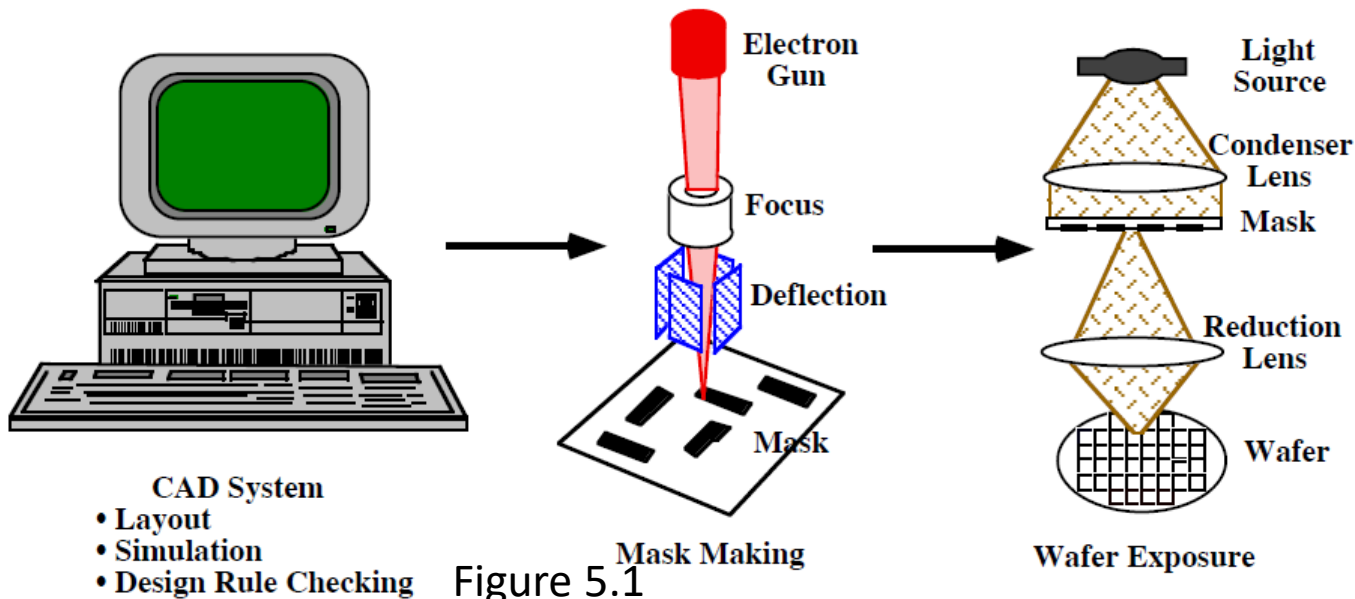 CAD System
• Layout
• Simulation
• Design Rule Checking
Electron
Gun
Focus
Deflection
Mask
Mask Making
Light
Source
Condenser
Lens
Mask
Reduction
Lens
Wafer
Wafer Exposure
Figure 5.1